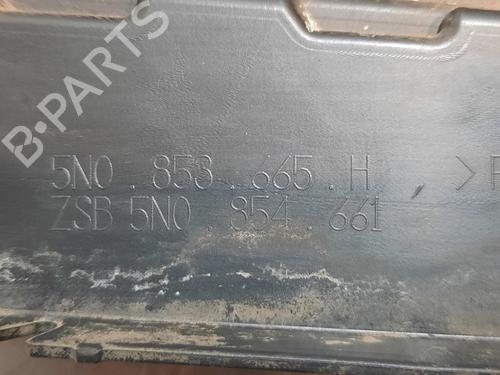 B-PARTS
5N0 . 853 . 665 . H >P
ZSB 5N0 . 854 . 661